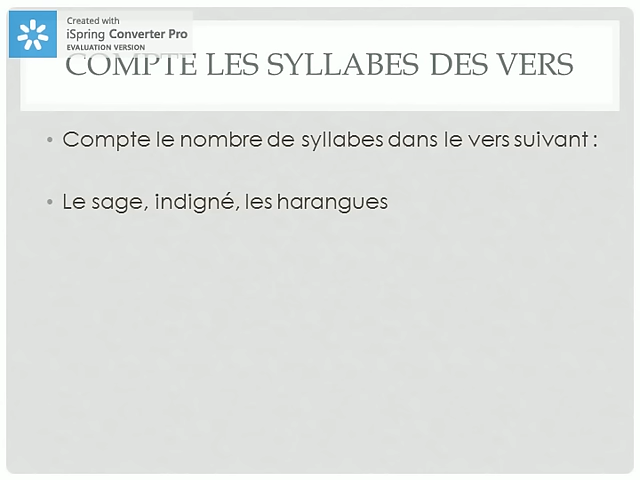 Created with
iSpring Converter Pro
EVALUATION VERSION
COMPTE LES SYLLABES DES VERS
• Compte le nombre de syllabes dans le vers suivant :
• Le sage, indigné, les harangues